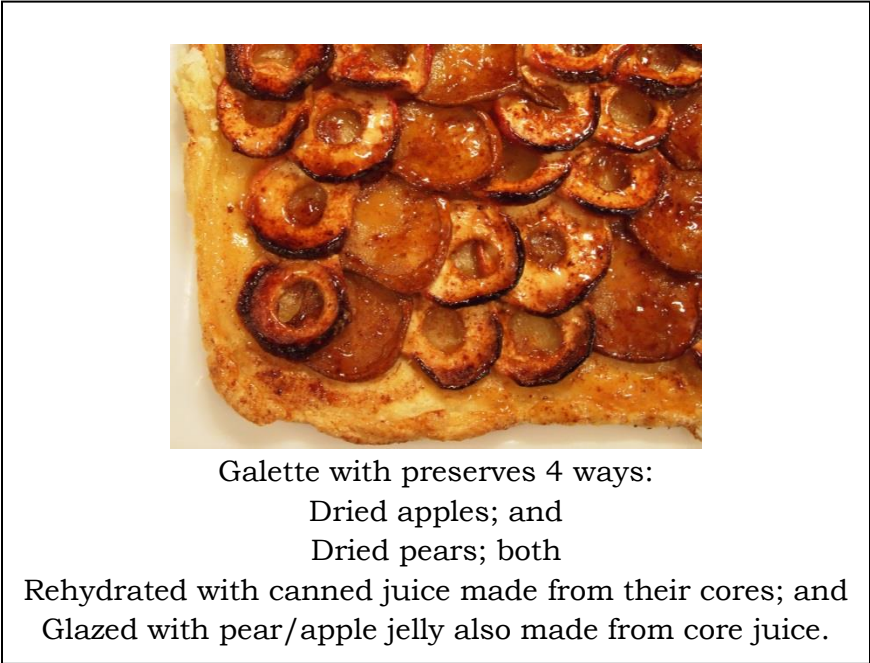 Galette with preserves 4 ways:
Dried apples; and
Dried pears; both
Rehydrated with canned juice made from their cores; and
Glazed with pear/apple jelly also made from core juice.